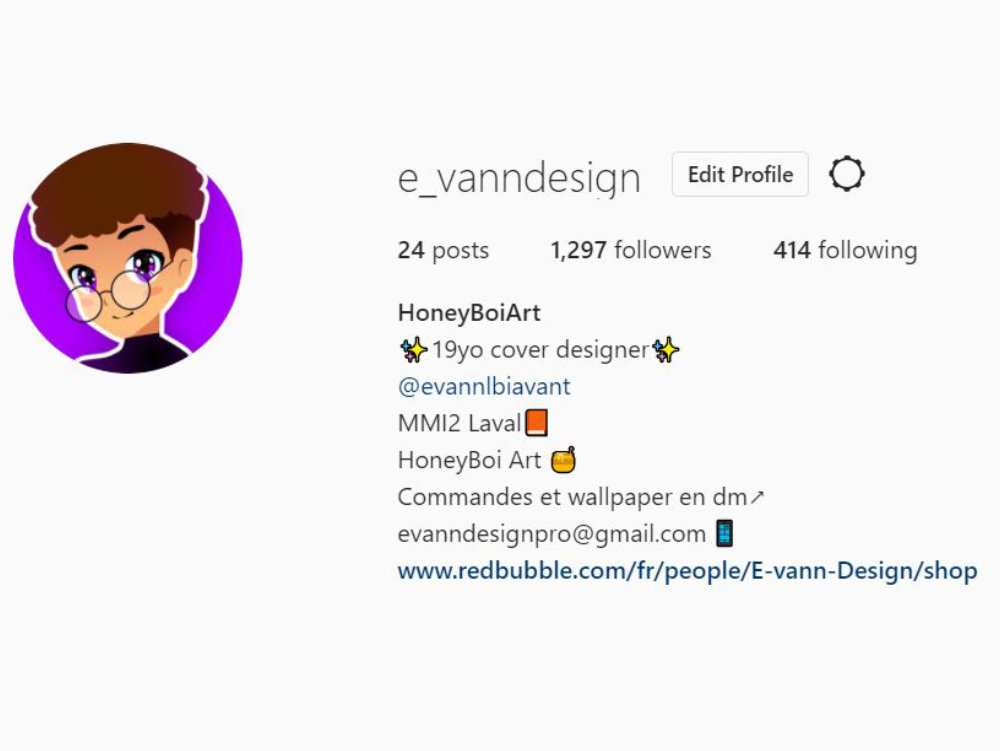 e_vanndesign Edit Profile
24 posts 1,297 followers 414 following
HoneyBoiArt
✨19yo cover designer✨
@evannlbiavant
MMI2 Laval📙
HoneyBoi Art 🍯
Commandes et wallpaper en dm↗
evanndesignpro@gmail.com 📱
www.redbubble.com/fr/people/E-vann-Design/shop